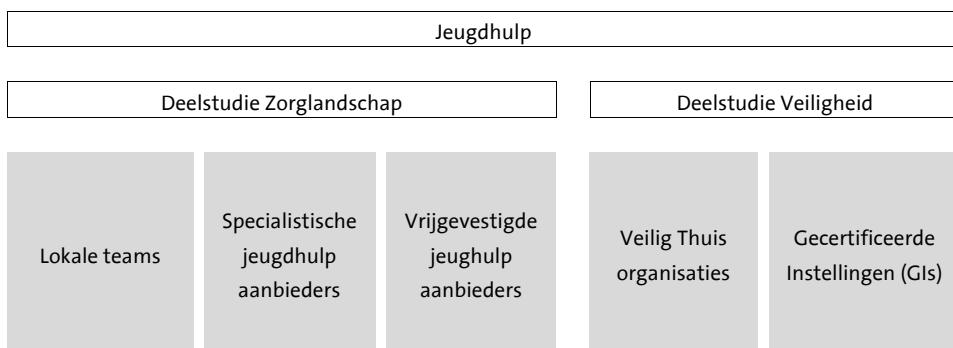 Jeugdhulp
Deelstudie Zorglandschap
Deelstudie Veiligheid
Lokale teams
Specialistische
jeugdhulp
aanbieders
Vrijgevestigde
jeughulp
aanbieders
Veilig Thuis
organisaties
Gecertificeerde
Instellingen (GIs)